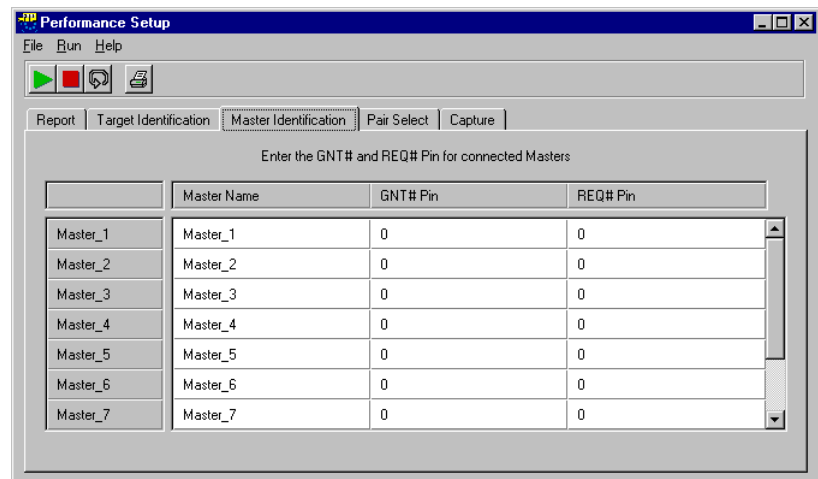 Performance Setup
File Run Help
Report Target Identification Master Identification Pair Select Capture
Enter the GNT# and REQ# Pin for connected Masters
Master Name GNT# Pin REQ# Pin
Master_1 Master_1 0 0
Master_2 Master_2 0 0
Master_3 Master_3 0 0
Master_4 Master_4 0 0
Master_5 Master_5 0 0
Master_6 Master_6 0 0
Master_7 Master_7 0 0